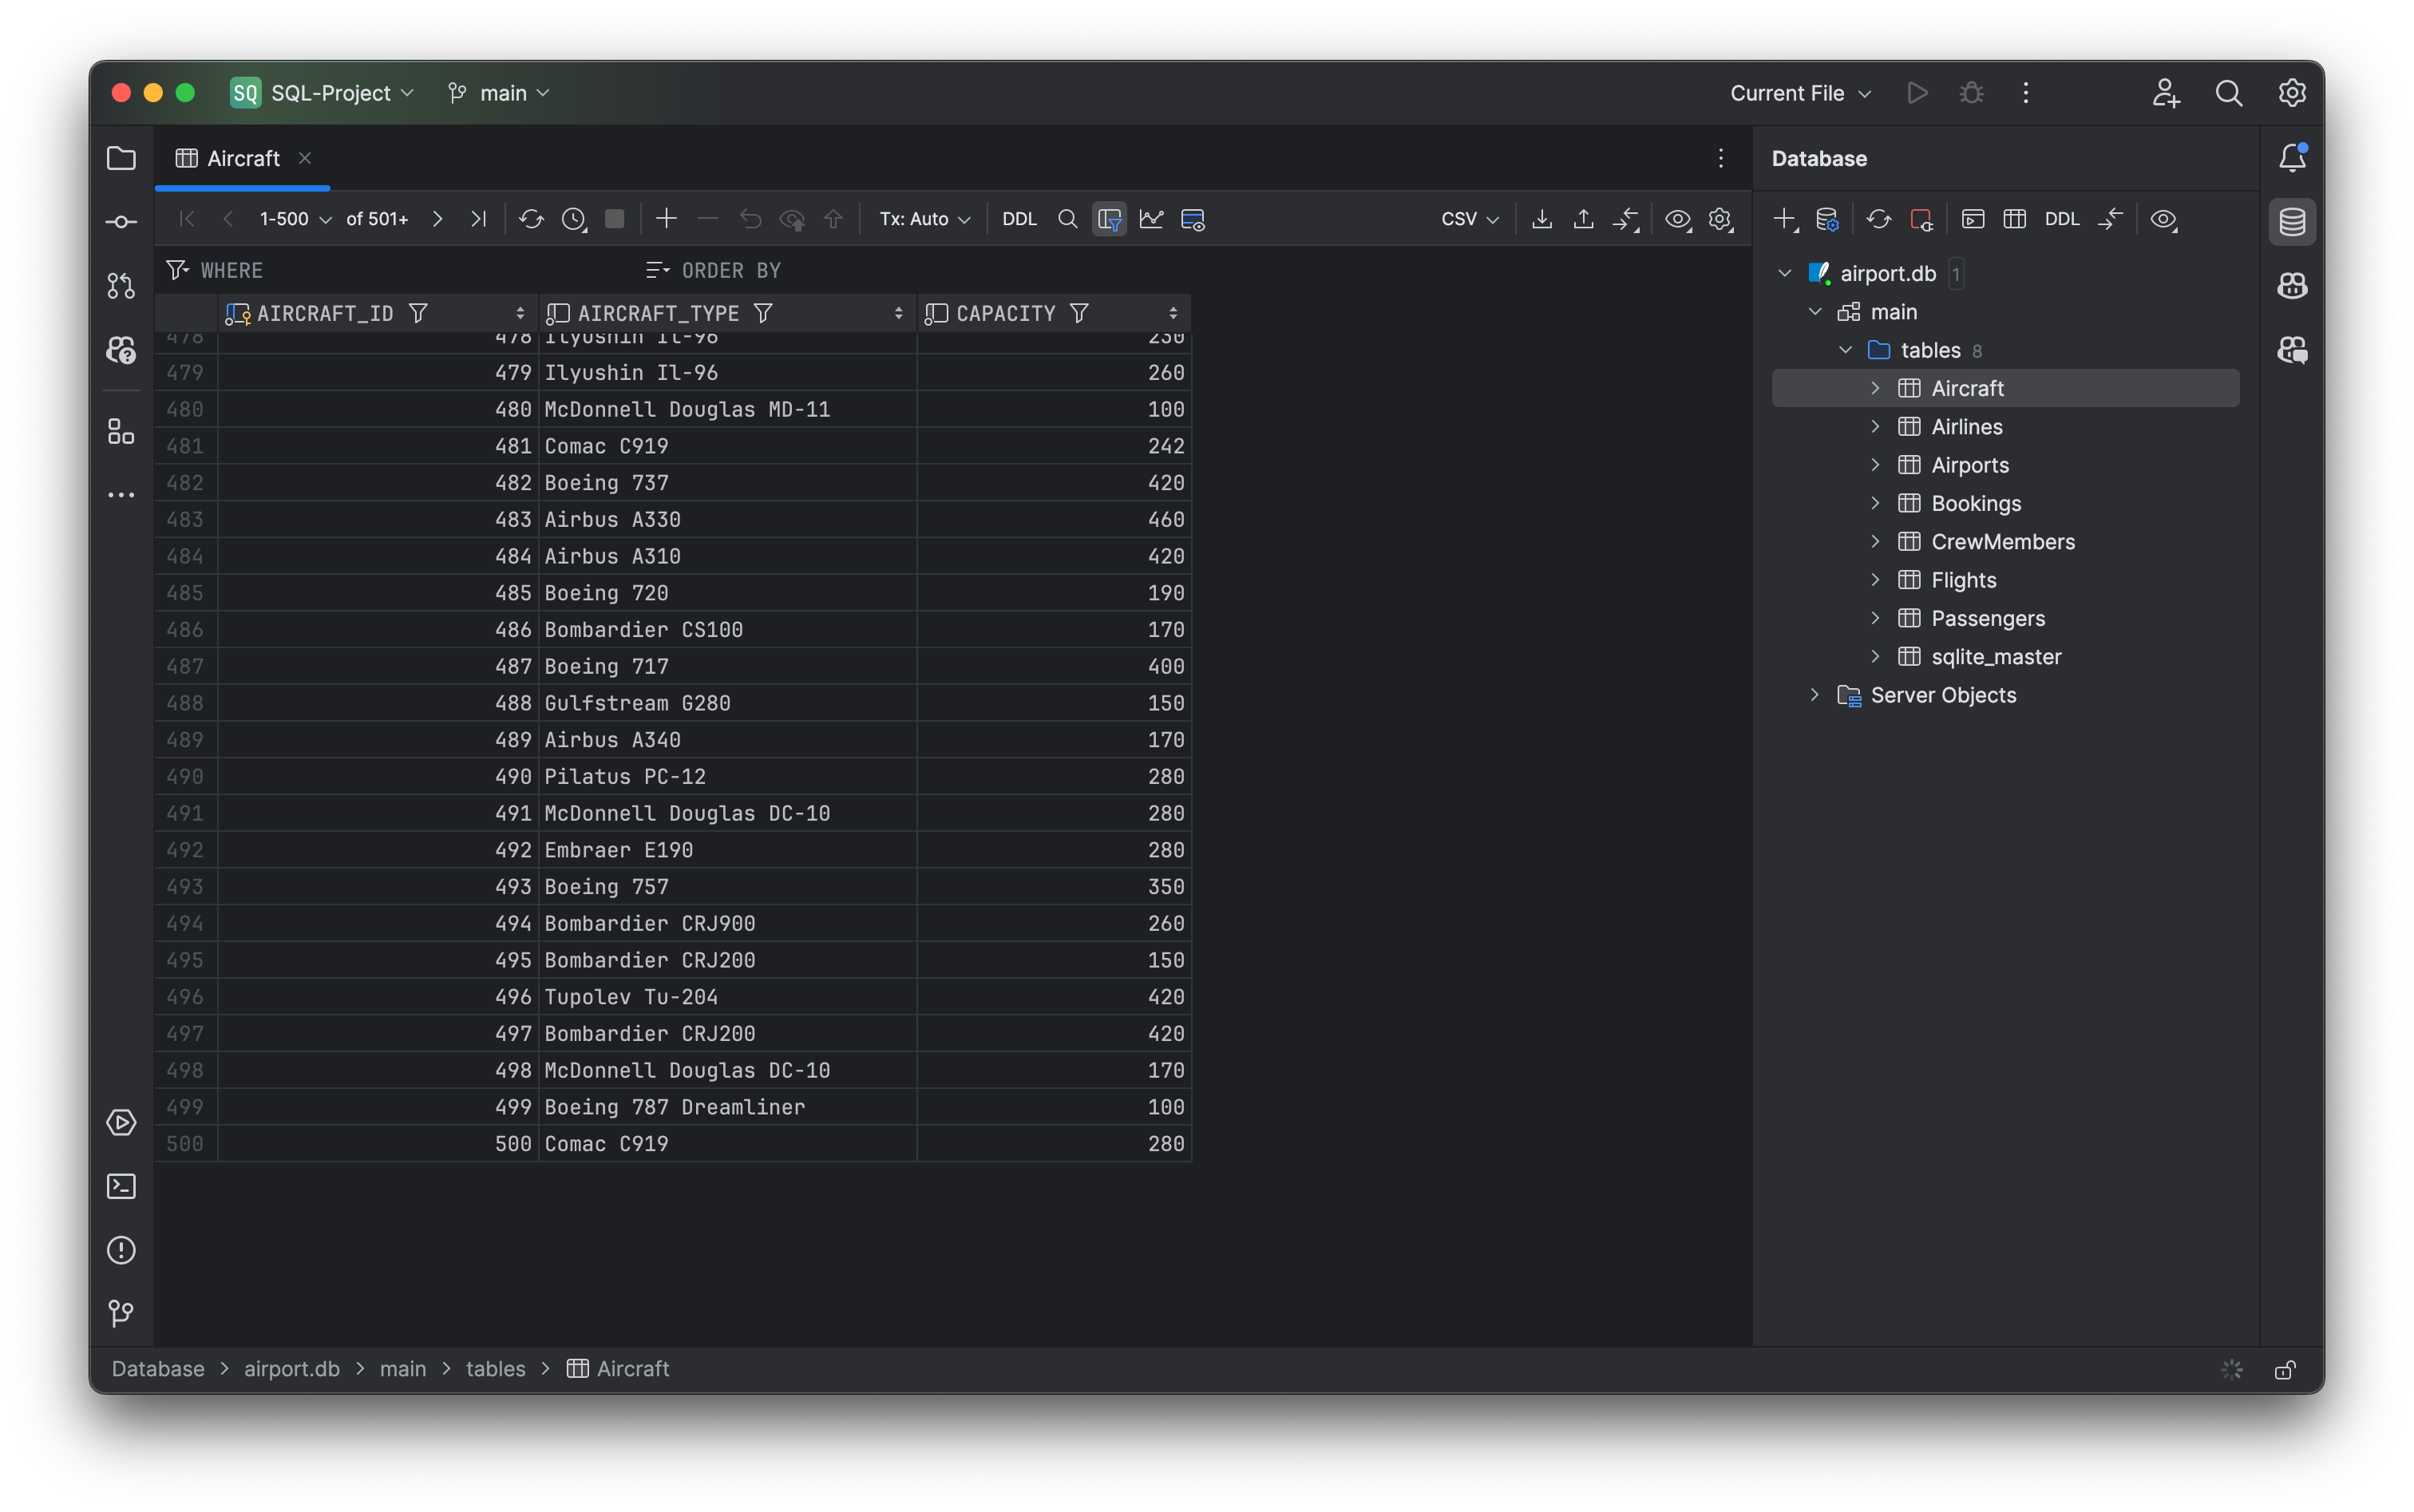 SQ SQL-Project main Current File
Aircraft Database
1-500 of 501+ Tx: Auto DDL CSV DDL
WHERE ORDER BY
AIRCRAFT_ID AIRCRAFT_TYPE CAPACITY
478 478 Ilyushin Il-96 230
479 479 Ilyushin Il-96 260
480 480 McDonnell Douglas MD-11 100
481 481 Comac C919 242
482 482 Boeing 737 420
483 483 Airbus A330 460
484 484 Airbus A310 420
485 485 Boeing 720 190
486 486 Bombardier CS100 170
487 487 Boeing 717 400
488 488 Gulfstream G280 150
489 489 Airbus A340 170
490 490 Pilatus PC-12 280
491 491 McDonnell Douglas DC-10 280
492 492 Embraer E190 280
493 493 Boeing 757 350
494 494 Bombardier CRJ900 260
495 495 Bombardier CRJ200 150
496 496 Tupolev Tu-204 420
497 497 Bombardier CRJ200 420
498 498 McDonnell Douglas DC-10 170
499 499 Boeing 787 Dreamliner 100
500 500 Comac C919 280
airport.db 1
main
tables 8
Aircraft
Airlines
Airports
Bookings
CrewMembers
Flights
Passengers
sqlite_master
Server Objects
Database > airport.db > main > tables > Aircraft